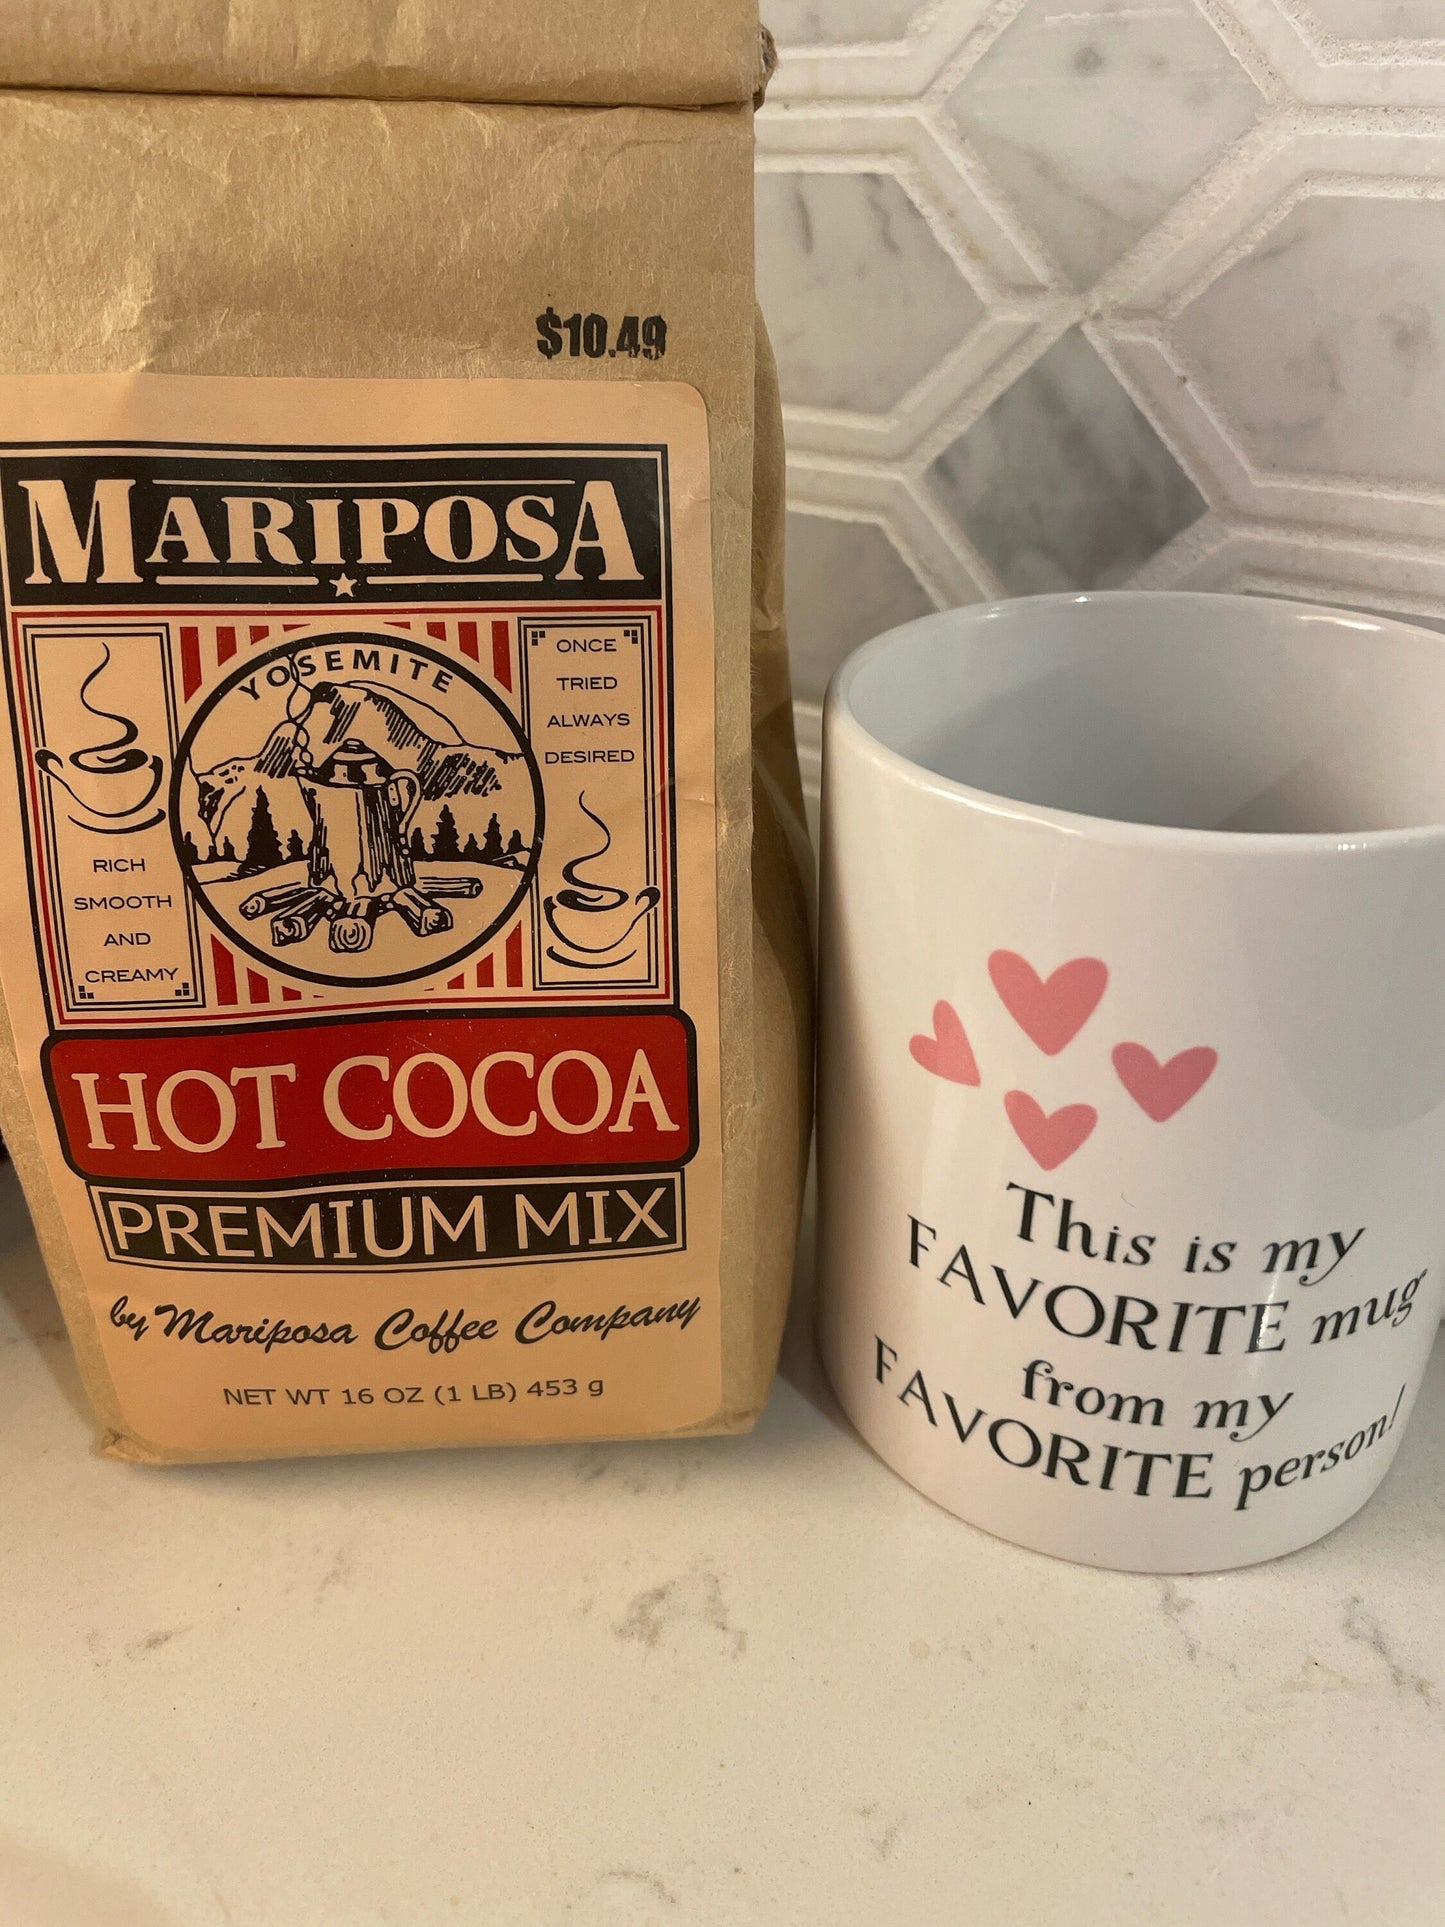 $10.49
MARIPOSA
YOSEMITE
ONCE
TRIED
ALWAYS
DESIRED
RICH
SMOOTH
AND
CREAMY
HOT COCOA
PREMIUM MIX
by Mariposa Coffee Company
NET WT 16 OZ (1 LB) 453 g
This is my
FAVORITE mug
from my
FAVORITE person!